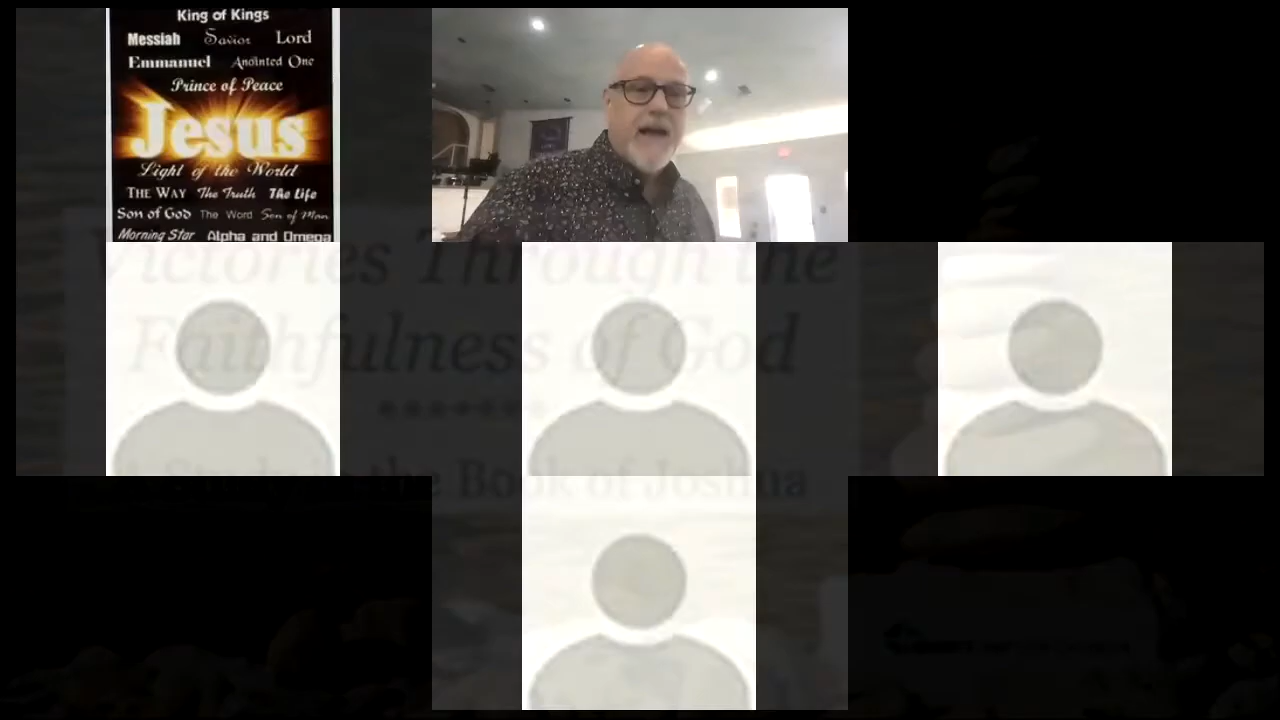 King of Kings
Messiah Savior Lord
Emmanuel Anointed One
Prince of Peace
Jesus
Light of the World
THE WAY The Truth The Life
Son of God The Word Son of Man
Morning Star Alpha and Omega
Victories Through the
Faithfulness of God
A Study in the Book of Joshua